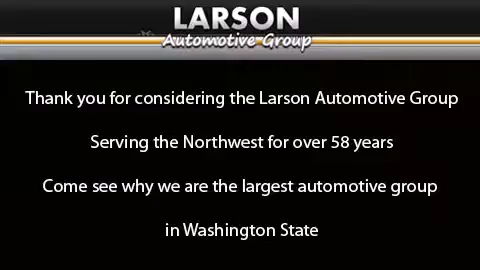 LARSON
Automotive Group
Thank you for considering the Larson Automotive Group
Serving the Northwest for over 58 years
Come see why we are the largest automotive group
in Washington State